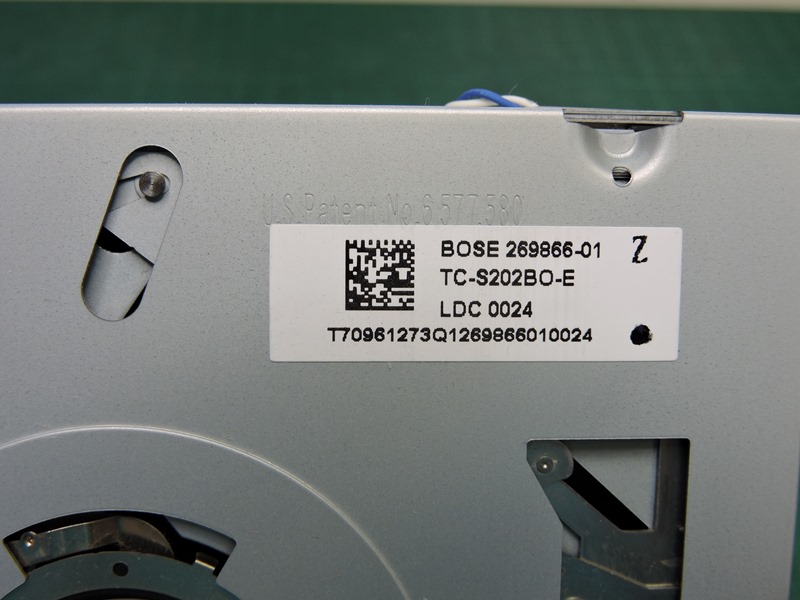 U.S. Patent No. 6,577,580
BOSE 269866-01
Z
TC-S202BO-E
LDC 0024
T70961273Q1269866010024